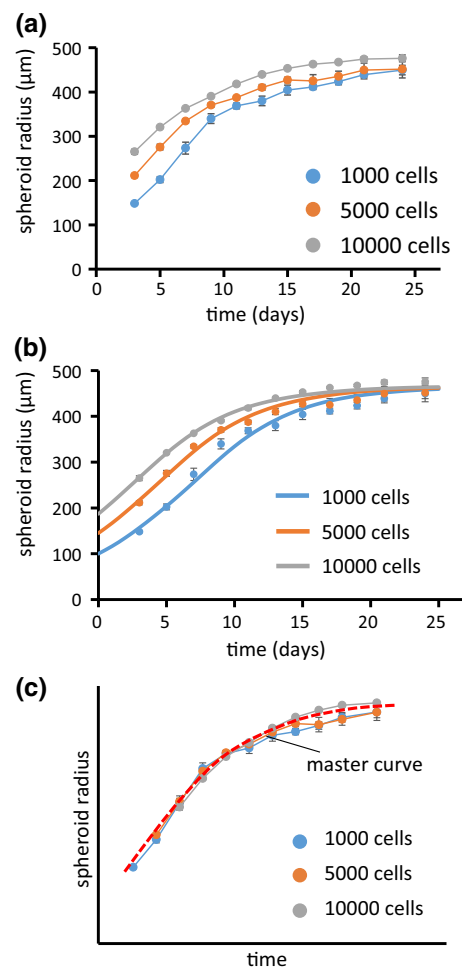 (a)
spheroid radius (µm)
500
400
300
200
100
0
0 5 10 15 20 25
time (days)
1000 cells
5000 cells
10000 cells
(b)
spheroid radius (µm)
500
400
300
200
100
0
0 5 10 15 20 25
time (days)
1000 cells
5000 cells
10000 cells
(c)
spheroid radius
master curve
1000 cells
5000 cells
10000 cells
time